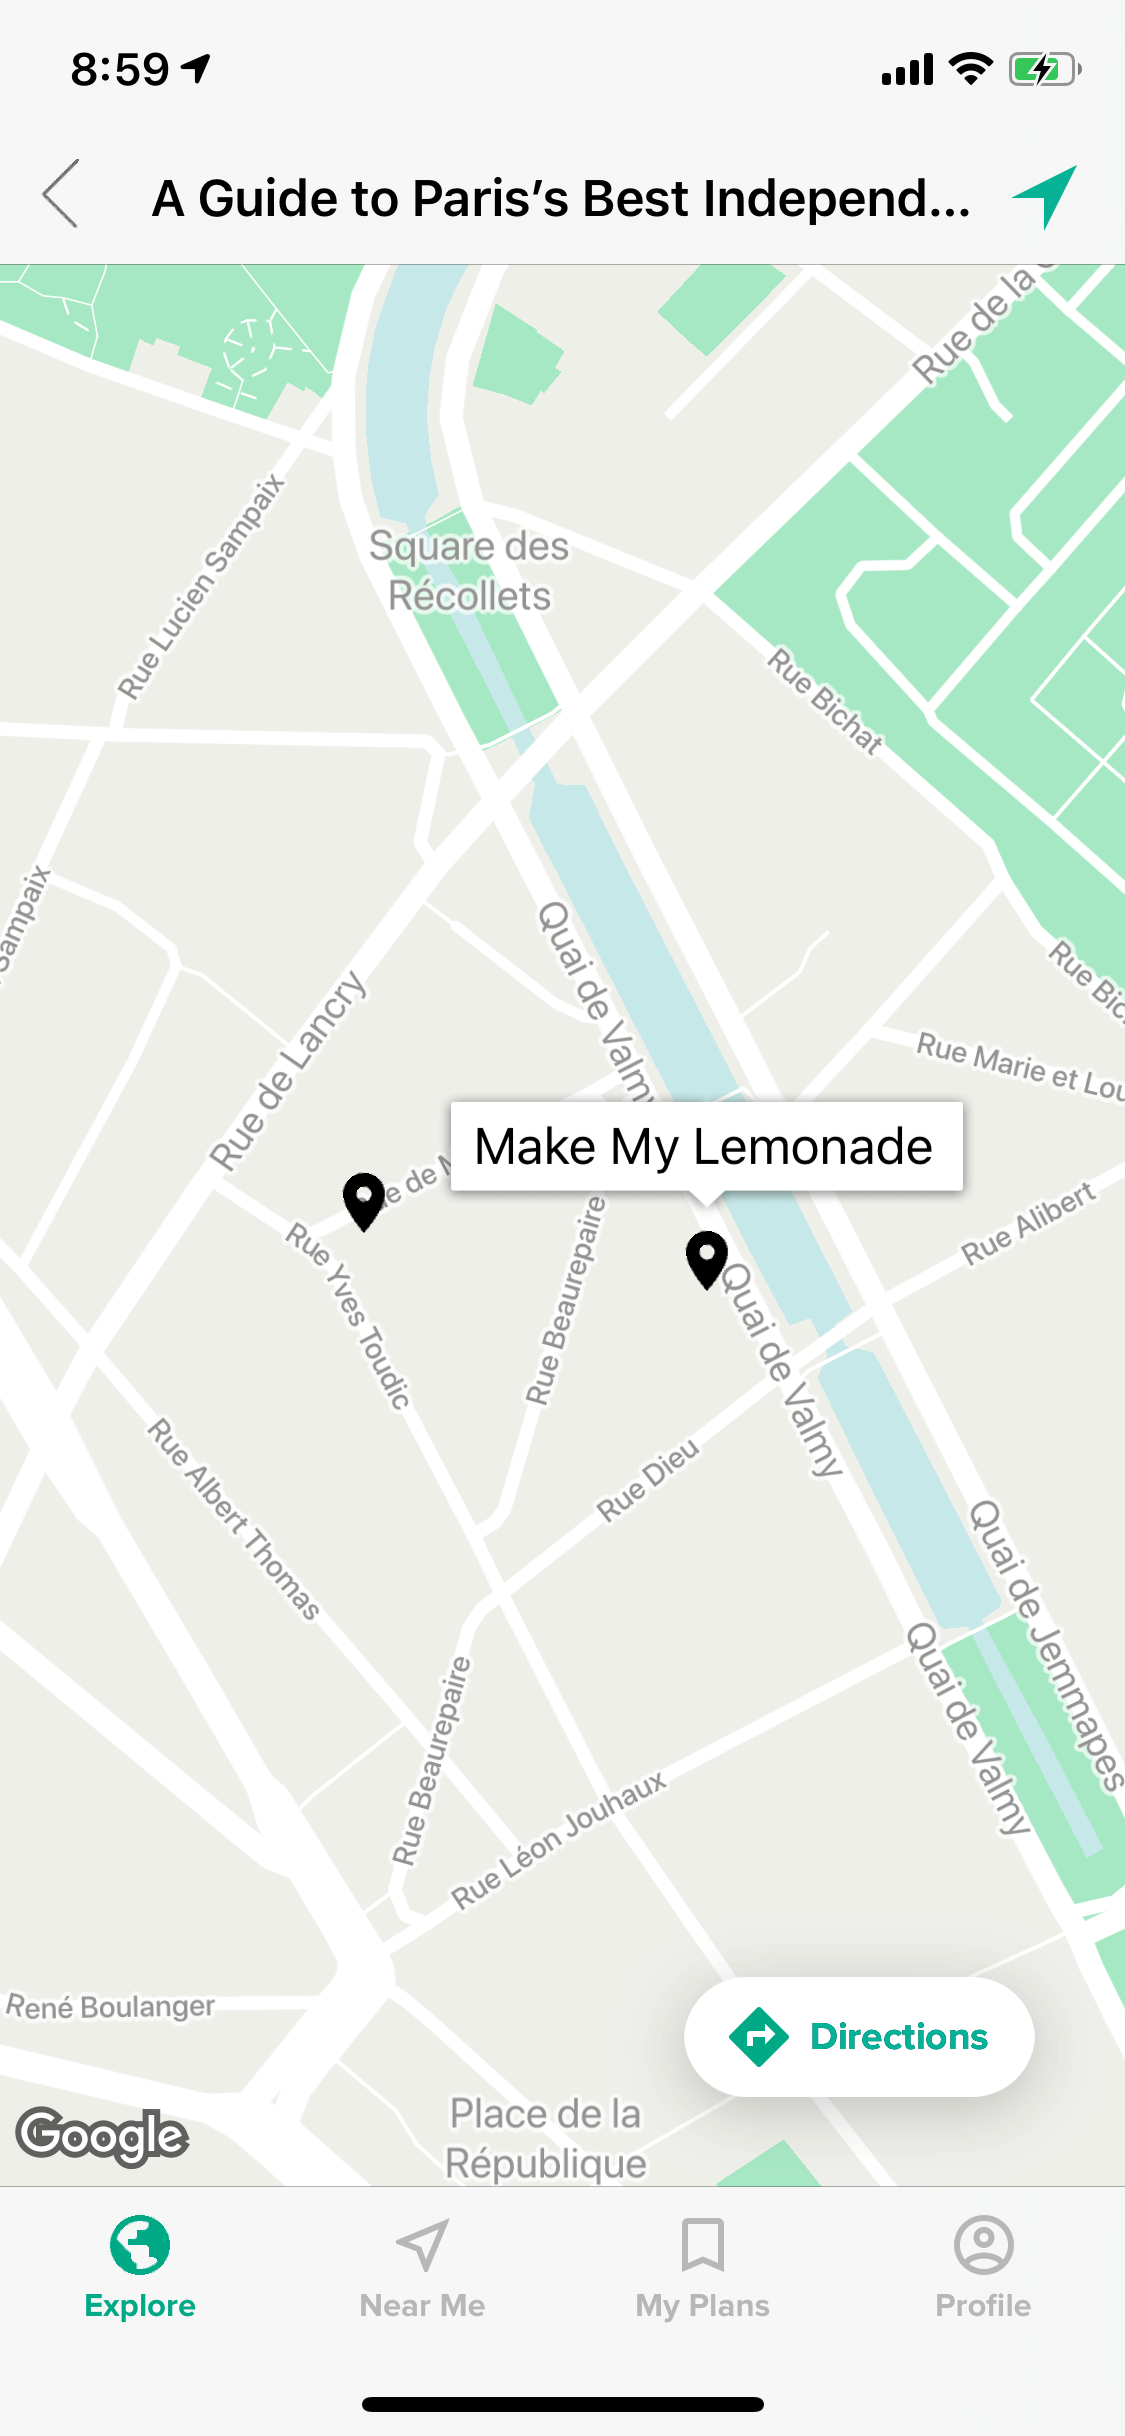 8:59
A Guide to Paris’s Best Independ...
Rue de la
Square des
Récollets
Rue Lucien Sampaix
Rue Bichat
Sampaix
Quai de Valmy
Rue de Lancry
Rue Marie et Lou
Make My Lemonade
de
Rue Alibert
Rue Yves Toudic
Rue Beaurepaire
Quai de Valmy
Rue Albert Thomas
Rue Dieu
Quai de Jemmapes
Quai de Valmy
Rue Beaurepaire
Rue Léon Jouhaux
René Boulanger
Directions
Place de la
République
Google
Explore
Near Me
My Plans
Profile